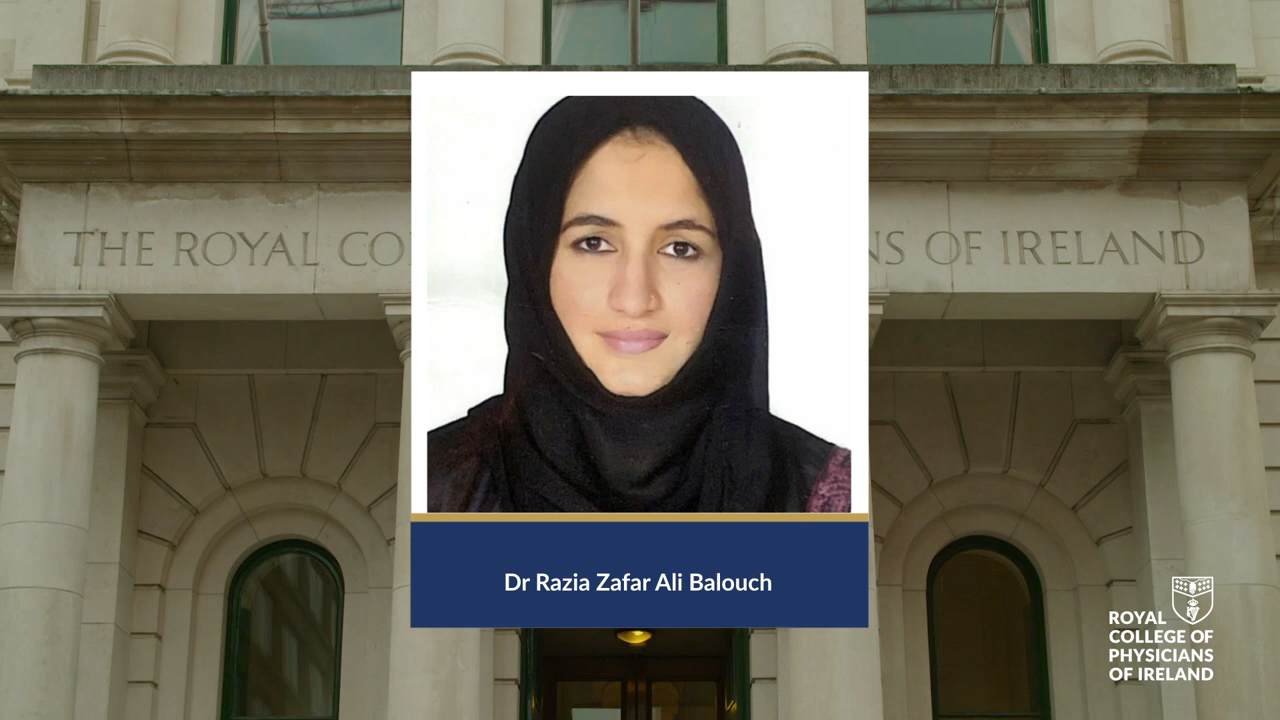 THE ROYAL CO
NS OF IRELAND
Dr Razia Zafar Ali Balouch
ROYAL
COLLEGE OF
PHYSICIANS
OF IRELAND